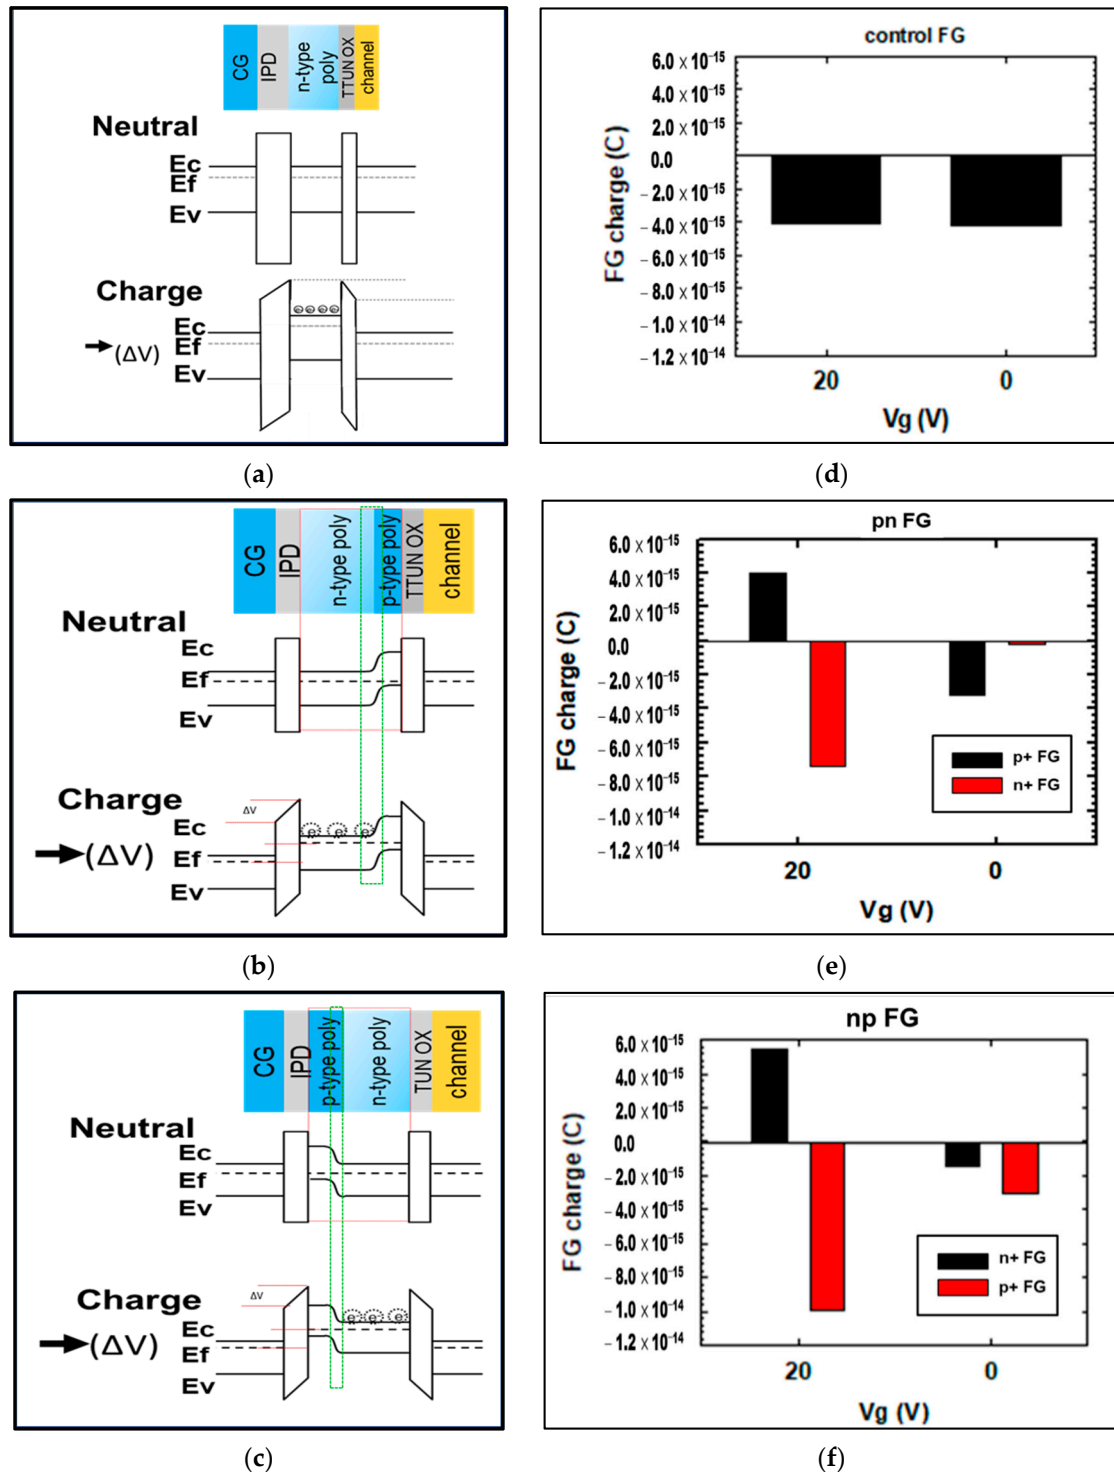 CG
IPD
n-type poly
TTUN OX
channel
Neutral
Ec
Ef
Ev
Charge
Ec
Ef
(ΔV)
Ev
(a)
control FG
6.0 × 10⁻¹⁵
4.0 × 10⁻¹⁵
2.0 × 10⁻¹⁵
0.0
– 2.0 × 10⁻¹⁵
– 4.0 × 10⁻¹⁵
– 6.0 × 10⁻¹⁵
– 8.0 × 10⁻¹⁵
– 1.0 × 10⁻¹⁴
– 1.2 × 10⁻¹⁴
FG charge (C)
20
0
Vg (V)
(d)
CG
IPD
n-type poly
p-type poly
TTUN OX
channel
Neutral
Ec
Ef
Ev
Charge
ΔV
Ec
e e e
(ΔV)
Ef
Ev
(b)
pn FG
6.0 × 10⁻¹⁵
4.0 × 10⁻¹⁵
2.0 × 10⁻¹⁵
0.0
– 2.0 × 10⁻¹⁵
– 4.0 × 10⁻¹⁵
– 6.0 × 10⁻¹⁵
– 8.0 × 10⁻¹⁵
– 1.0 × 10⁻¹⁴
– 1.2 × 10⁻¹⁴
FG charge (C)
p+ FG
n+ FG
20
0
Vg (V)
(e)
CG
IPD
p-type poly
n-type poly
TUN OX
channel
Neutral
Ec
Ef
Ev
Charge
ΔV
Ec
e e e
(ΔV)
Ef
Ev
(c)
np FG
6.0 × 10⁻¹⁵
4.0 × 10⁻¹⁵
2.0 × 10⁻¹⁵
0.0
– 2.0 × 10⁻¹⁵
– 4.0 × 10⁻¹⁵
– 6.0 × 10⁻¹⁵
– 8.0 × 10⁻¹⁵
– 1.0 × 10⁻¹⁴
– 1.2 × 10⁻¹⁴
FG charge (C)
n+ FG
p+ FG
20
0
Vg (V)
(f)